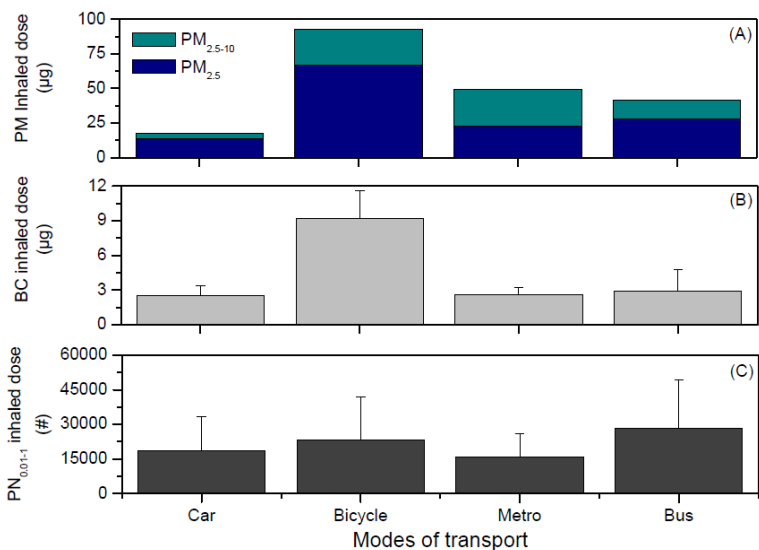 PM Inhaled dose
(µg)
100
75
50
25
0
PM2.5-10
PM2.5
(A)
BC inhaled dose
(µg)
12
9
6
3
0
(B)
PN0.01-1 inhaled dose
(#)
60000
45000
30000
15000
0
(C)
Car Bicycle Metro Bus
Modes of transport